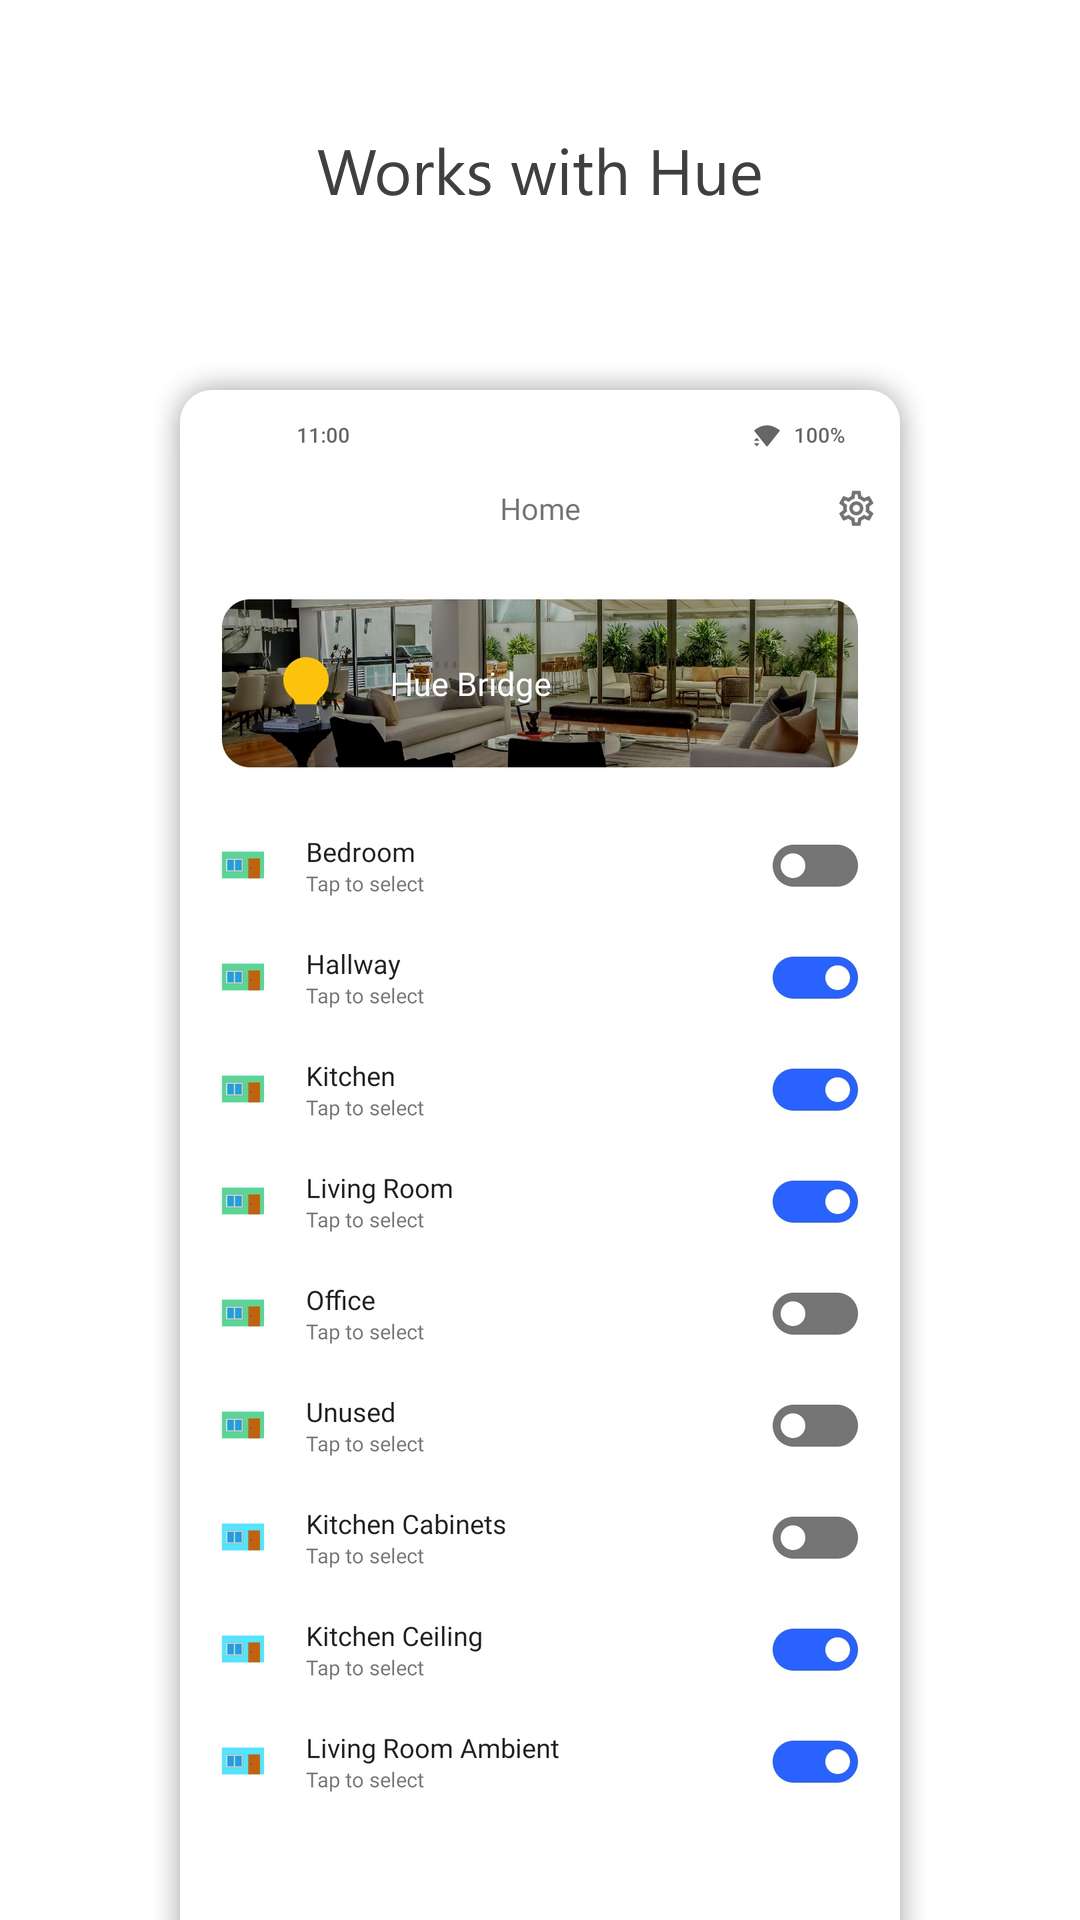 Works with Hue
11:00
100%
Home
Hue Bridge
Bedroom
Tap to select
Hallway
Tap to select
Kitchen
Tap to select
Living Room
Tap to select
Office
Tap to select
Unused
Tap to select
Kitchen Cabinets
Tap to select
Kitchen Ceiling
Tap to select
Living Room Ambient
Tap to select